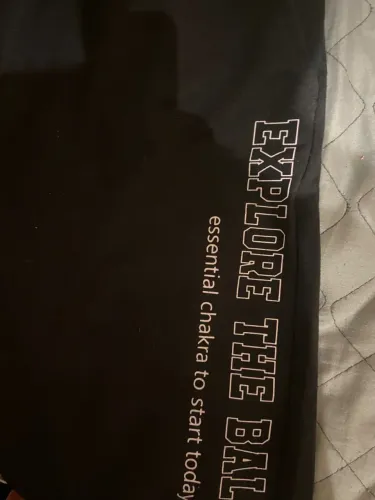 EXPLORE THE BAL
essential chakra to start today